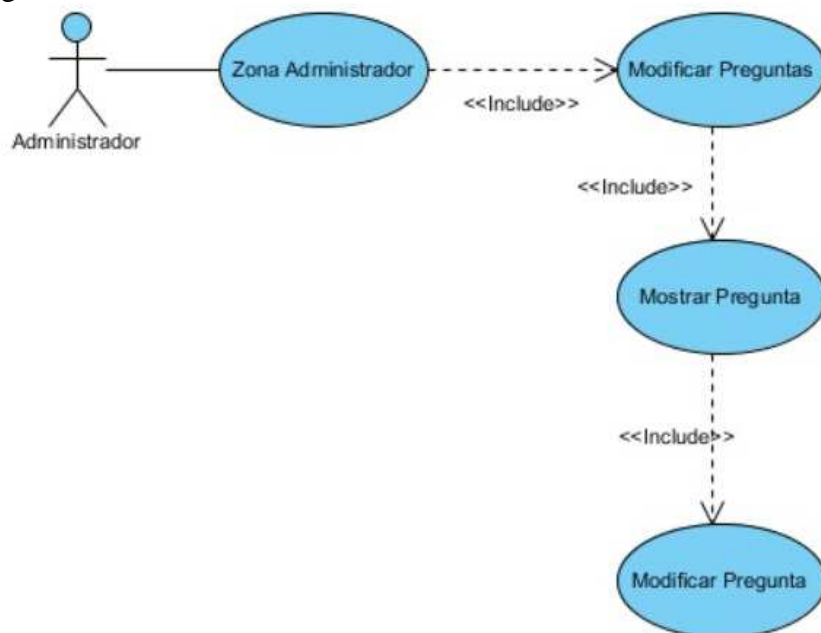 Zona Administrador
Modificar Preguntas
<<Include>>
Administrador
<<Include>>
Mostrar Pregunta
<<Include>>
Modificar Pregunta